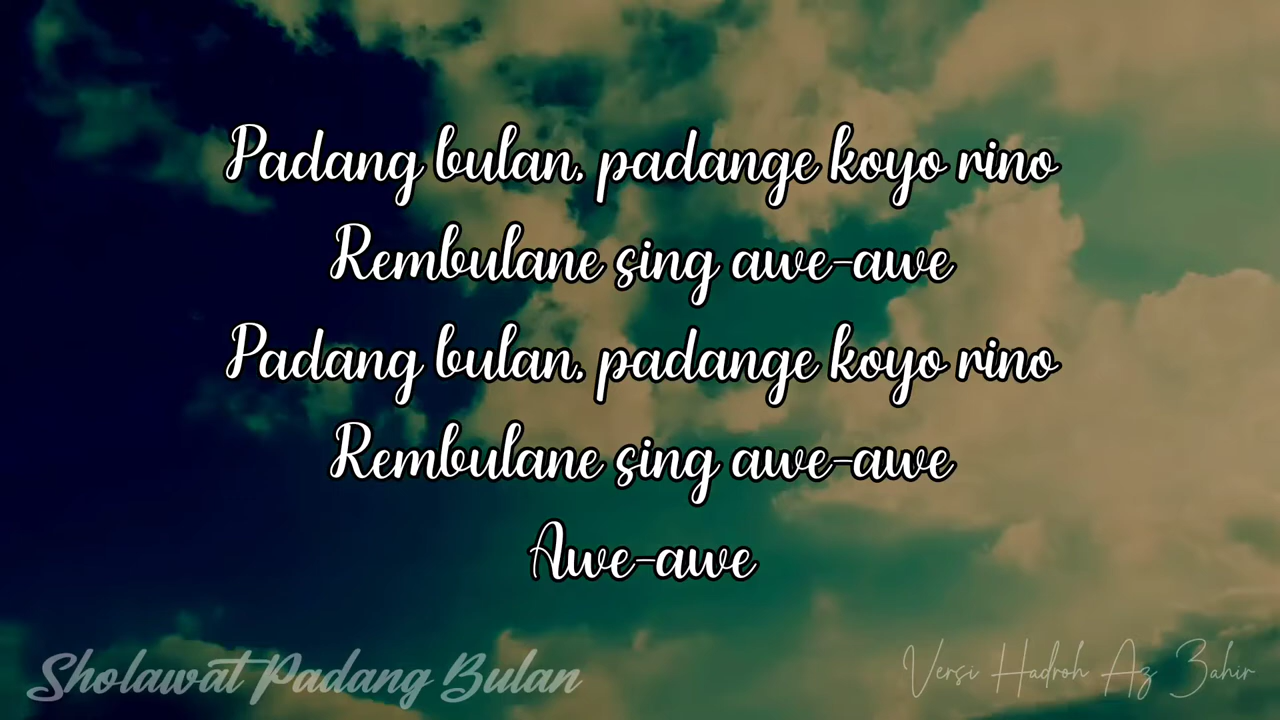 Padang bulan, padange koyo rino
Rembulane sing awe-awe
Padang bulan, padange koyo rino
Rembulane sing awe-awe
Awe-awe
Sholawat Padang Bulan
Versi Hadroh Az Zahir